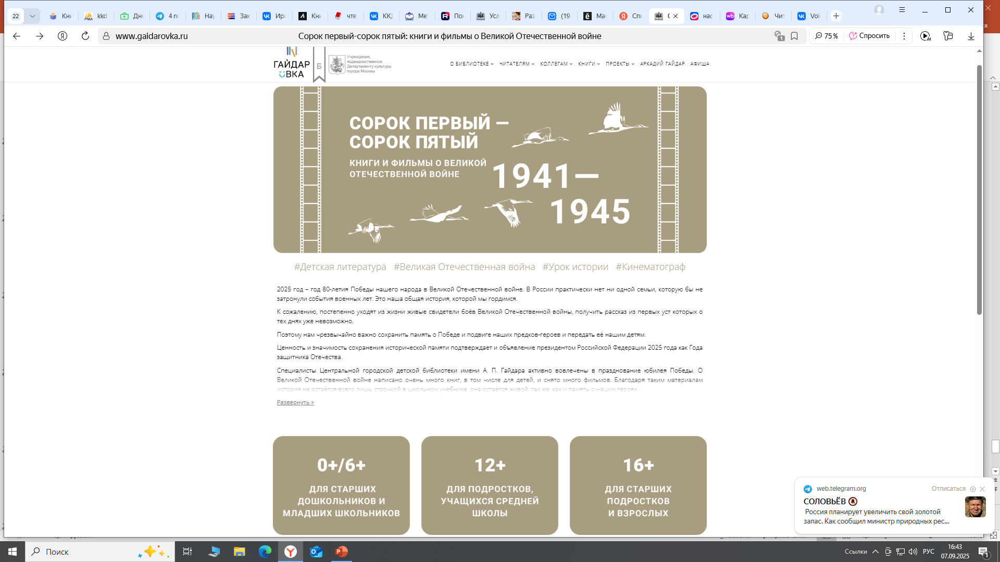 22
Кни
kkd
Дне
4 по
Нау
Зак
Ири
Кни
чте
ККД
Ме
Пон
Усл
Раз
(19
Мас
Спи
С
нас
Кар
Чит
Voi
www.gaidarovka.ru
Сорок первый-сорок пятый: книги и фильмы о Великой Отечественной войне
1
75 %
Спросить
ГАЙДАР
ОВКА
Б
Учреждение,
подведомственное
Департаменту культуры
города Москвы
О БИБЛИОТЕКЕ
ЧИТАТЕЛЯМ
КОЛЛЕГАМ
КНИГИ
ПРОЕКТЫ
АРКАДИЙ ГАЙДАР
АФИША
СОРОК ПЕРВЫЙ —
СОРОК ПЯТЫЙ
КНИГИ И ФИЛЬМЫ О ВЕЛИКОЙ
ОТЕЧЕСТВЕННОЙ ВОЙНЕ
1941—
1945
#Детская литература #Великая Отечественная война #Урок истории #Кинематограф
2025 год – год 80-летия Победы нашего народа в Великой Отечественной войне. В России практически нет ни одной семьи, которую бы не
затронули события военных лет. Это наша общая история, которой мы гордимся.
К сожалению, постепенно уходят из жизни живые свидетели боёв Великой Отечественной войны, получить рассказ из первых уст которых о
тех днях уже невозможно.
Поэтому нам чрезвычайно важно сохранить память о Победе и подвиге наших предков-героев и передать её нашим детям.
Ценность и значимость сохранения исторической памяти подтверждает и объявление президентом Российской Федерации 2025 года как Года
защитника Отечества.
Специалисты Центральной городской детской библиотеки имени А. П. Гайдара активно вовлечены в празднование юбилея Победы. О
Великой Отечественной войне написано очень много книг, в том числе для детей, и снято много фильмов. Благодаря таким материалам
история не остаётся всего лишь строчкой в школьном учебнике, она остаётся живой, так же, как и память о наших героях.
Развернуть »
0+/6+
ДЛЯ СТАРШИХ
ДОШКОЛЬНИКОВ И
МЛАДШИХ ШКОЛЬНИКОВ
12+
ДЛЯ ПОДРОСТКОВ,
УЧАЩИХСЯ СРЕДНЕЙ
ШКОЛЫ
16+
ДЛЯ СТАРШИХ
ПОДРОСТКОВ
И ВЗРОСЛЫХ
web.telegram.org
Отписаться
СОЛОВЬЁВ
Россия планирует увеличить свой золотой
запас. Как сообщил министр природных рес...
Поиск
Ссылки
РУС
16:43
07.09.2025
1